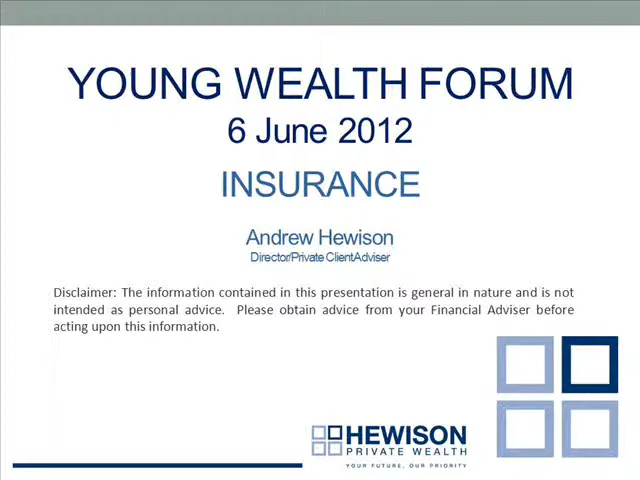 YOUNG WEALTH FORUM
6 June 2012
INSURANCE
Andrew Hewison
Director/Private ClientAdviser
Disclaimer: The information contained in this presentation is general in nature and is not
intended as personal advice.  Please obtain advice from your Financial Adviser before
acting upon this information.
HEWISON
PRIVATE WEALTH
YOUR FUTURE, OUR PRIORITY